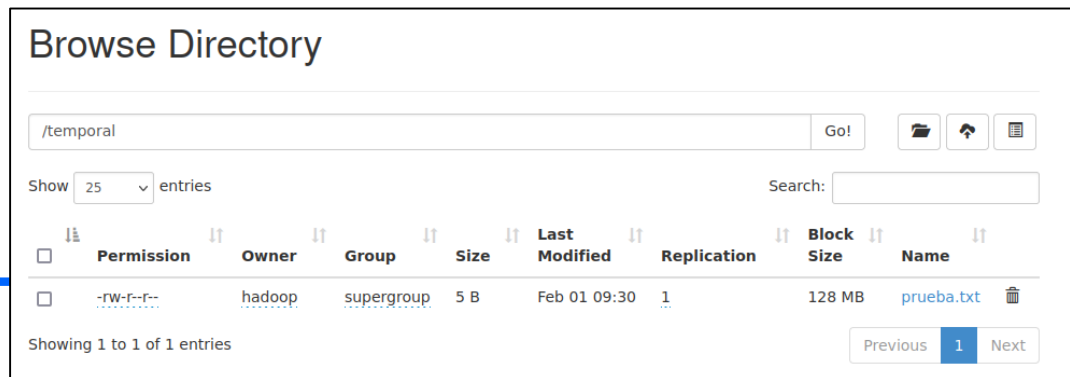 Browse Directory
/temporal Go!
Show 25 entries Search:
Permission Owner Group Size Last Modified Replication Block Size Name
-rw-r--r-- hadoop supergroup 5 B Feb 01 09:30 1 128 MB prueba.txt
Showing 1 to 1 of 1 entries Previous 1 Next